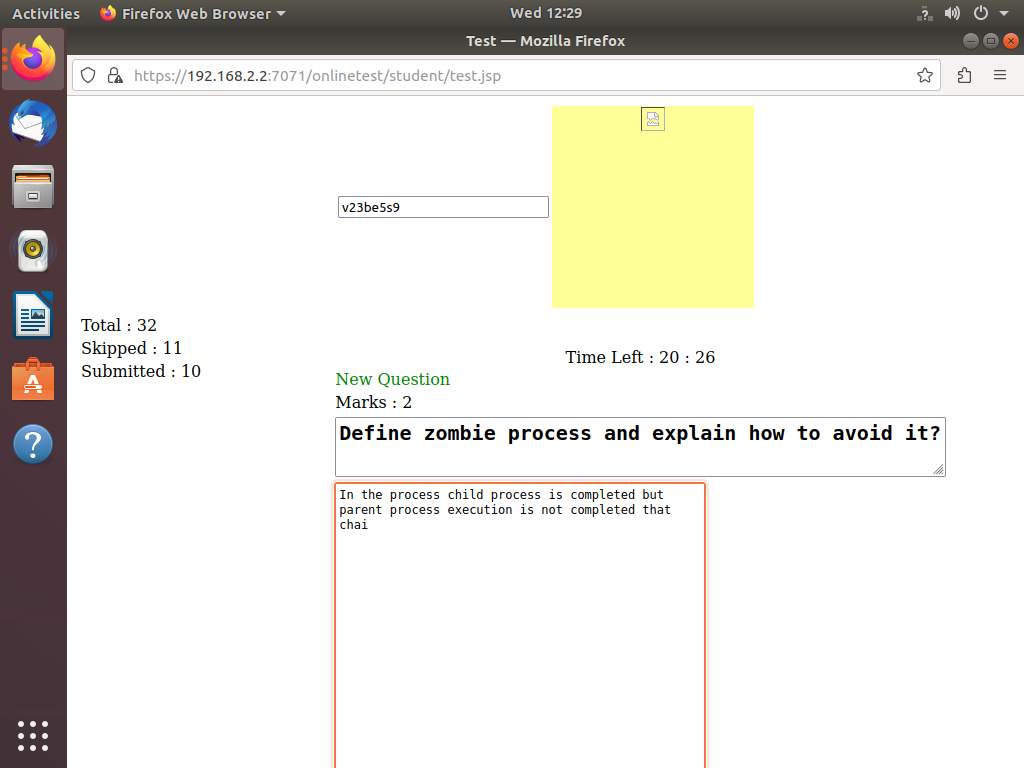 Activities
Firefox Web Browser
Wed 12:29
Test — Mozilla Firefox
https://192.168.2.2:7071/onlinetest/student/test.jsp
v23be5s9
Total : 32
Skipped : 11
Submitted : 10
Time Left : 20 : 26
New Question
Marks : 2
Define zombie process and explain how to avoid it?
In the process child process is completed but
parent process execution is not completed that
chai